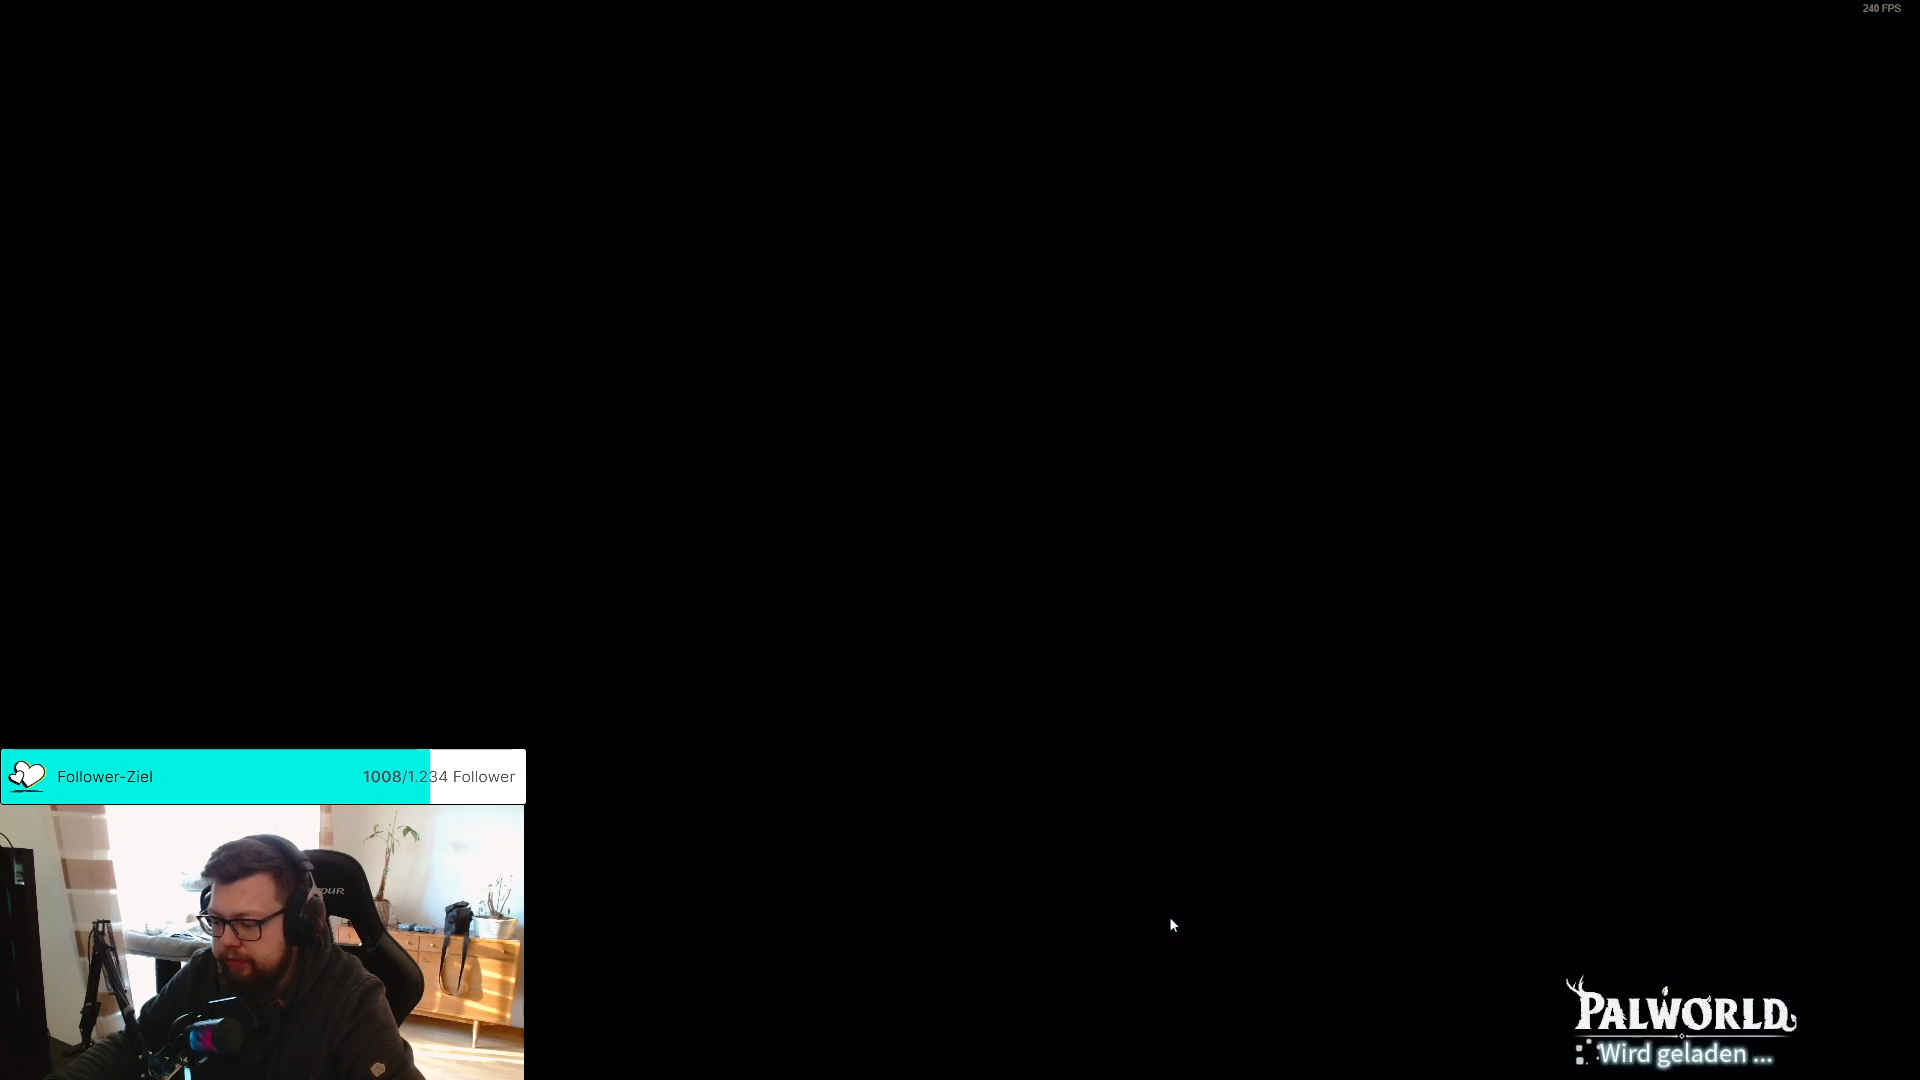 240 FPS
Follower-Ziel 1008/1.234 Follower
PALWORLD
Wird geladen ...